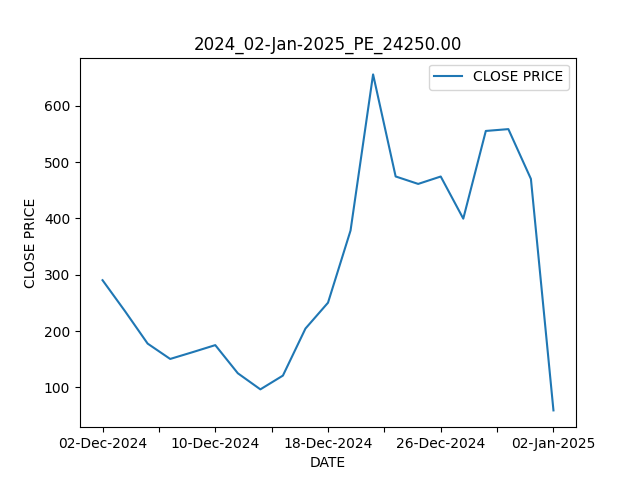 2024_02-Jan-2025_PE_24250.00
CLOSE PRICE
600
500
400
300
200
100
CLOSE PRICE
02-Dec-2024 10-Dec-2024 18-Dec-2024 26-Dec-2024 02-Jan-2025
DATE